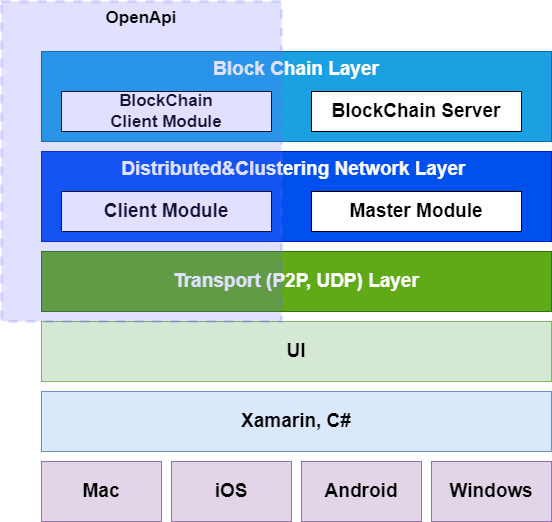 OpenApi
Block Chain Layer
BlockChain
Client Module
BlockChain Server
Distributed&Clustering Network Layer
Client Module
Master Module
Transport (P2P, UDP) Layer
UI
Xamarin, C#
Mac
iOS
Android
Windows